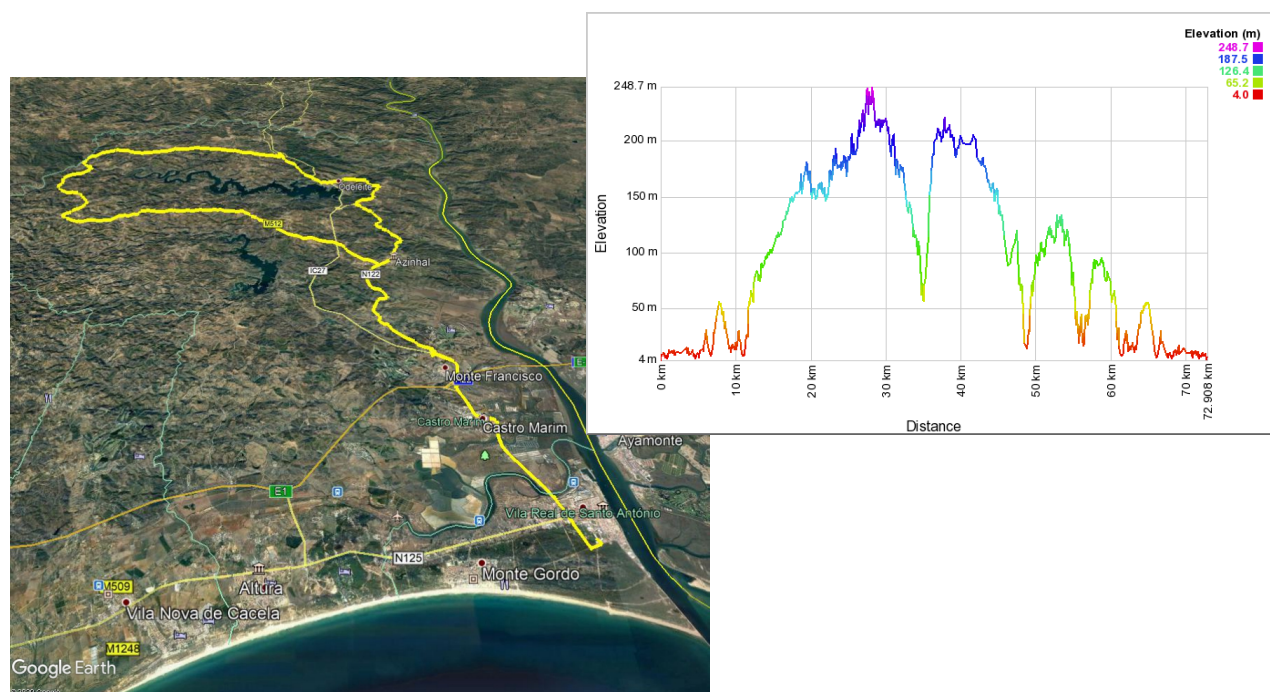 Odeleite
M512
Azinhal
IC27
N122
Monte Francisco
Castro Marim
Castro Marim
Ayamonte
E1
Vila Real de Santo António
N125
Monte Gordo
Altura
M509
Vila Nova de Cacela
M1248
Google Earth
Elevation (m)
248.7
187.5
126.4
65.2
4.0
248.7 m
200 m
150 m
100 m
50 m
4 m
Elevation
0 km
10 km
20 km
30 km
40 km
50 km
60 km
70 km
72.908 km
Distance